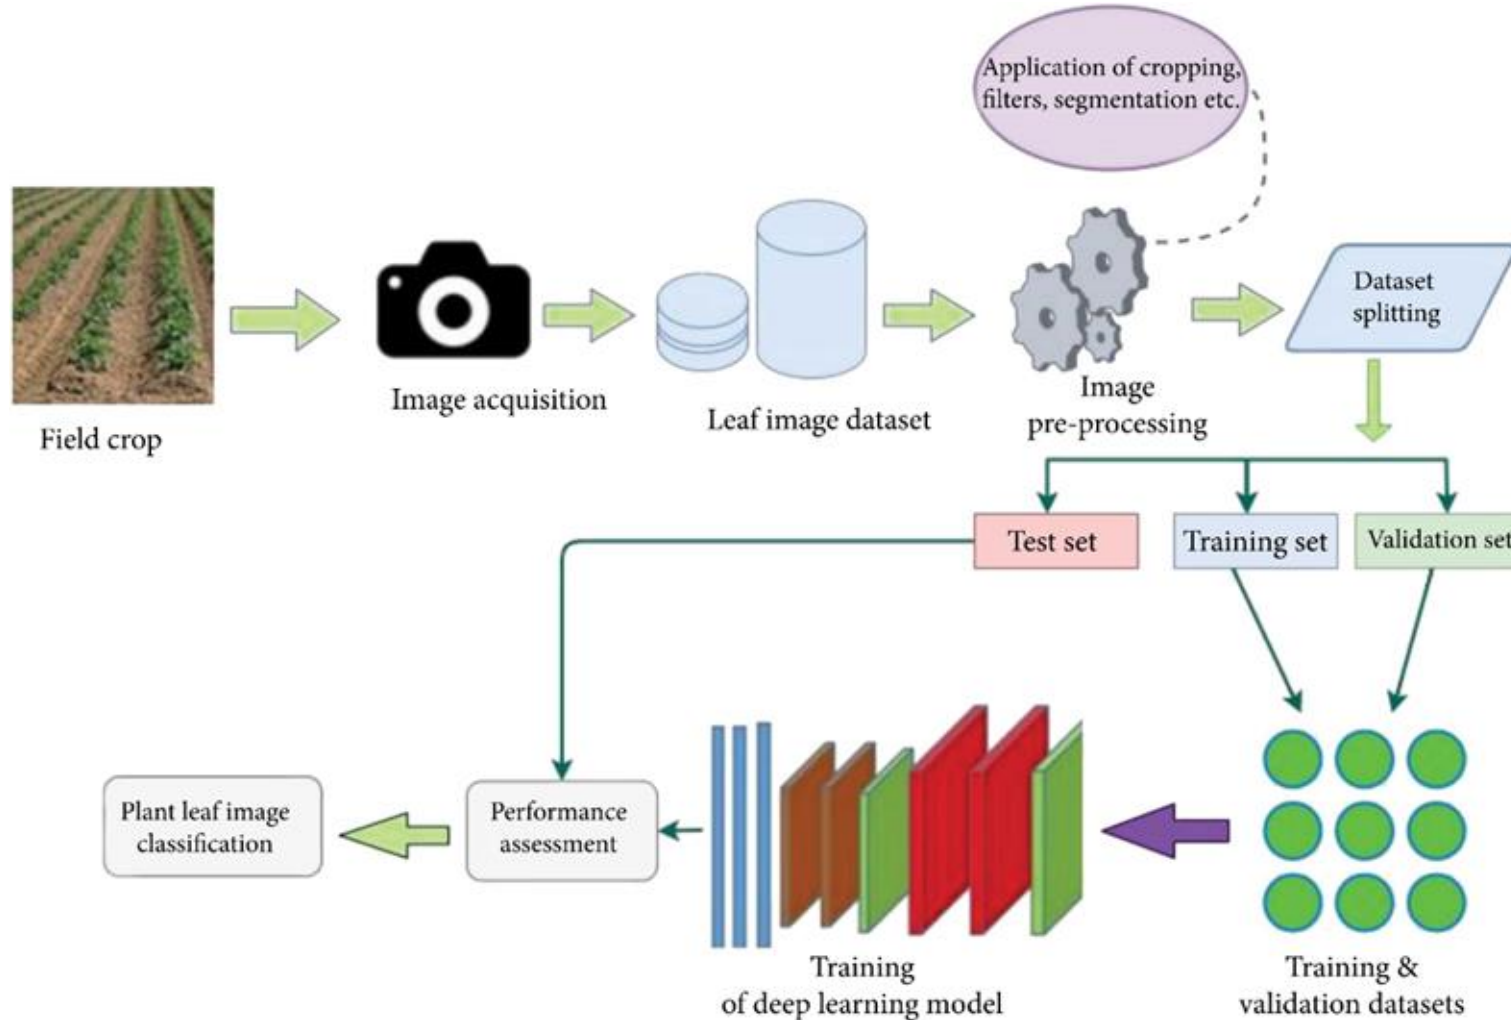 Application of cropping,
filters, segmentation etc.
Field crop
Image acquisition
Leaf image dataset
Image
pre-processing
Dataset
splitting
Test set
Training set
Validation set
Training &
validation datasets
Training
of deep learning model
Performance
assessment
Plant leaf image
classification